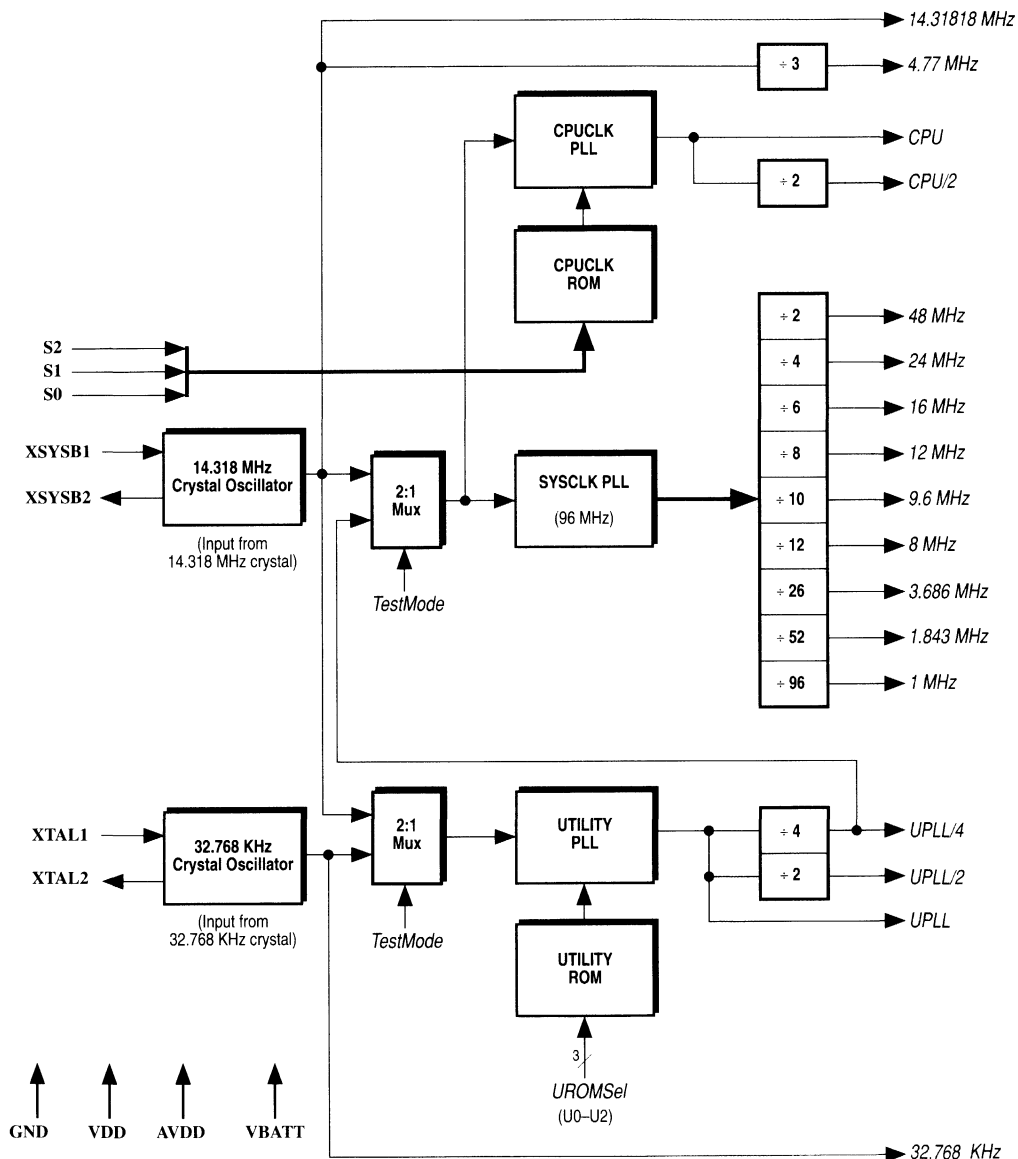 14.31818 MHz
÷ 3
4.77 MHz
CPUCLK
PLL
CPU
÷ 2
CPU/2
CPUCLK
ROM
S2
S1
S0
÷ 2
48 MHz
÷ 4
24 MHz
÷ 6
16 MHz
÷ 8
12 MHz
÷ 10
9.6 MHz
÷ 12
8 MHz
÷ 26
3.686 MHz
÷ 52
1.843 MHz
÷ 96
1 MHz
XSYSB1
XSYSB2
14.318 MHz
Crystal Oscillator
(Input from
14.318 MHz crystal)
2:1
Mux
TestMode
SYSCLK PLL
(96 MHz)
XTAL1
XTAL2
32.768 KHz
Crystal Oscillator
(Input from
32.768 KHz crystal)
2:1
Mux
TestMode
UTILITY
PLL
÷ 4
UPLL/4
÷ 2
UPLL/2
UPLL
UTILITY
ROM
3
UROMSel
(U0–U2)
GND
VDD
AVDD
VBATT
32.768 KHz